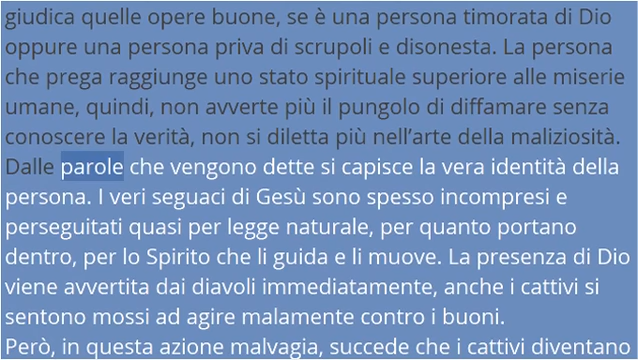 giudica quelle opere buone, se è una persona timorata di Dio
oppure una persona priva di scrupoli e disonesta. La persona
che prega raggiunge uno stato spirituale superiore alle miserie
umane, quindi, non avverte più il pungolo di diffamare senza
conoscere la verità, non si diletta più nell’arte della maliziosità.
Dalle parole che vengono dette si capisce la vera identità della
persona. I veri seguaci di Gesù sono spesso incompresi e
perseguitati quasi per legge naturale, per quanto portano
dentro, per lo Spirito che li guida e li muove. La presenza di Dio
viene avvertita dai diavoli immediatamente, anche i cattivi si
sentono mossi ad agire malamente contro i buoni.
Però, in questa azione malvagia, succede che i cattivi diventano